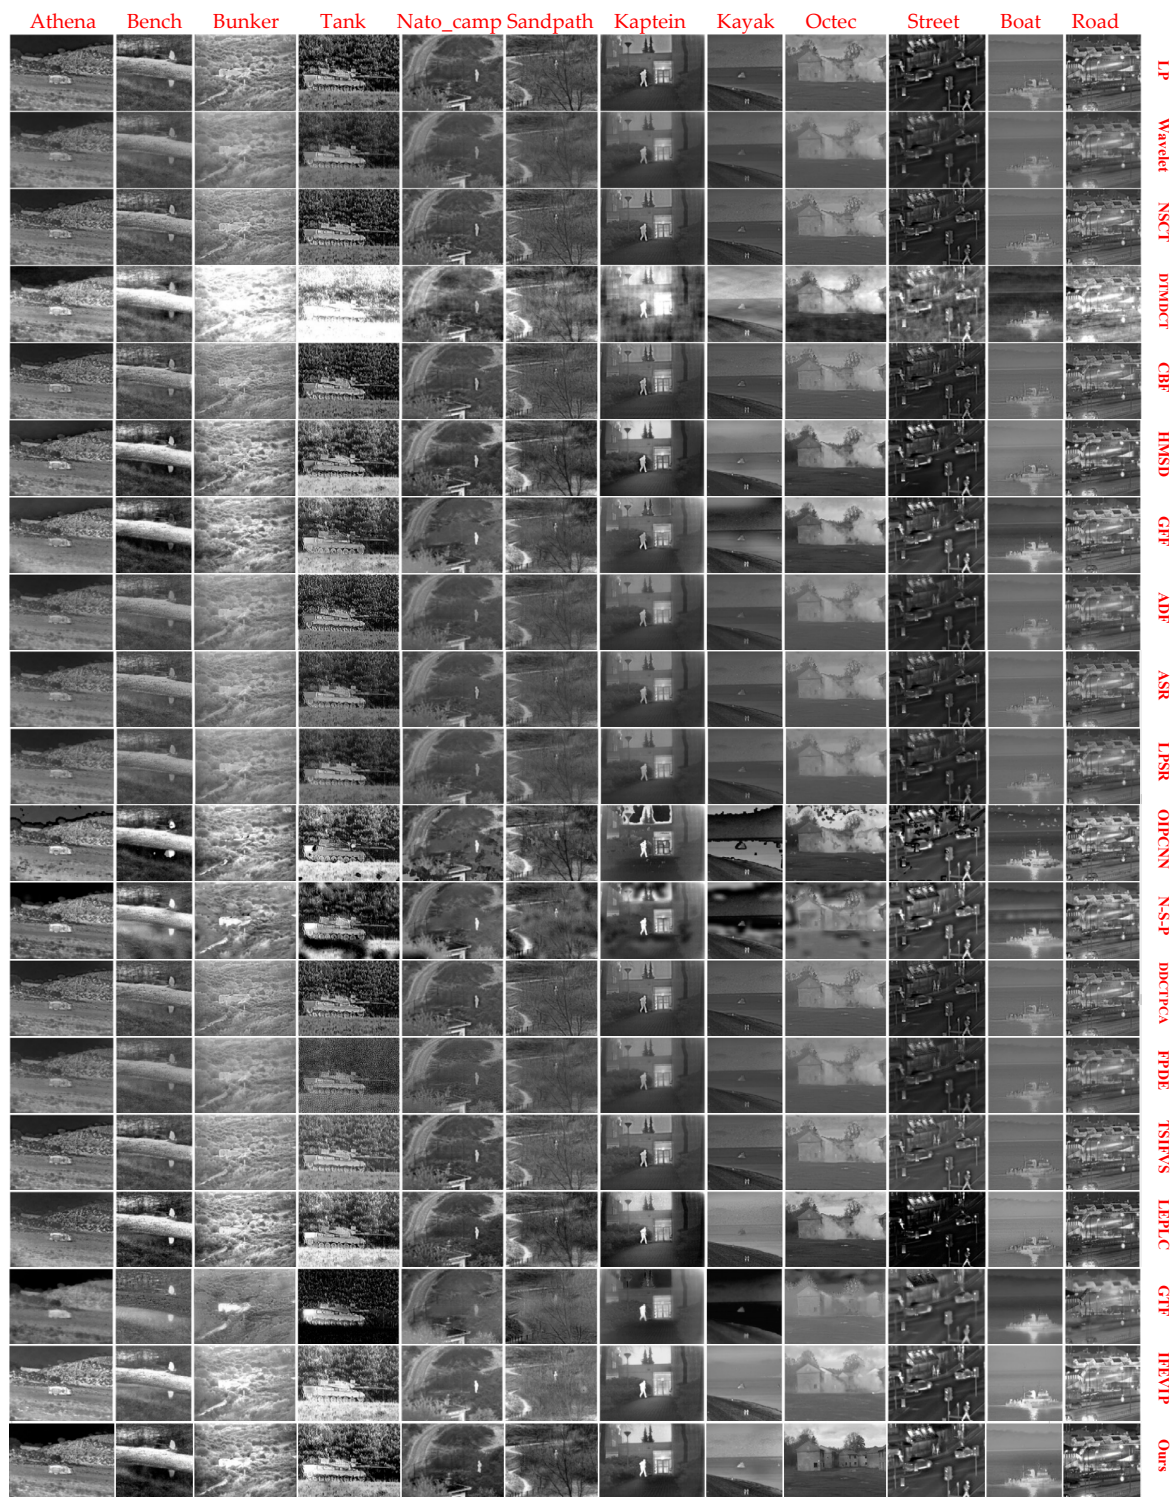 Athena Bench Bunker Tank Nato_camp Sandpath Kaptein Kayak Octec Street Boat Road
LP
Wavelet
NSCT
DTMDCT
CBF
HMSD
GFF
ADF
ASR
LPSR
OIPCNN
N-S-P
DDCTPCA
FPDE
TSIFVS
LEPLC
GTF
IFEVIP
Ours